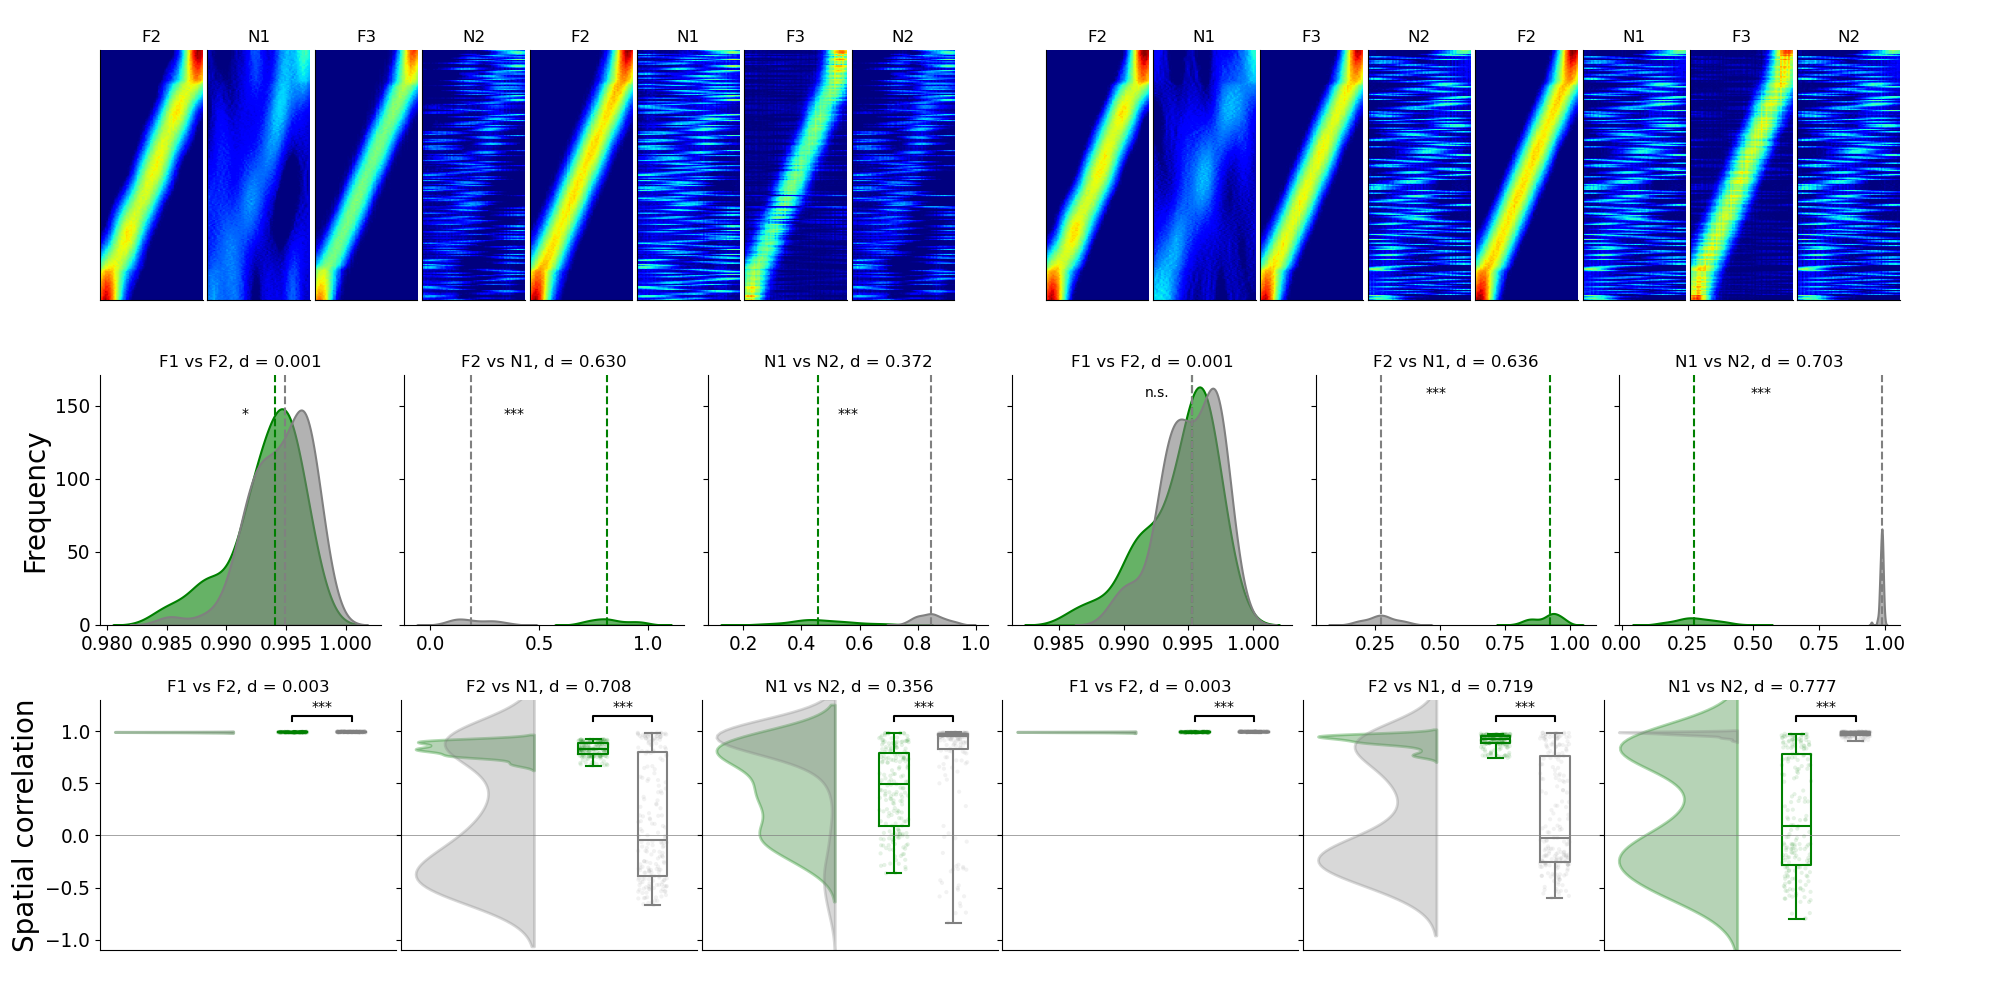 F2 N1 F3 N2 F2 N1 F3 N2 F2 N1 F3 N2 F2 N1 F3 N2
F1 vs F2, d = 0.001
F2 vs N1, d = 0.630
N1 vs N2, d = 0.372
F1 vs F2, d = 0.001
F2 vs N1, d = 0.636
N1 vs N2, d = 0.703
Frequency
150
100
50
0
*
***
***
n.s.
***
***
0.980 0.985 0.990 0.995 1.000
0.0 0.5 1.0
0.2 0.4 0.6 0.8 1.0
0.985 0.990 0.995 1.000
0.25 0.50 0.75 1.00
0.00 0.25 0.50 0.75 1.00
F1 vs F2, d = 0.003
F2 vs N1, d = 0.708
N1 vs N2, d = 0.356
F1 vs F2, d = 0.003
F2 vs N1, d = 0.719
N1 vs N2, d = 0.777
***
***
***
***
***
***
Spatial correlation
1.0
0.5
0.0
−0.5
−1.0